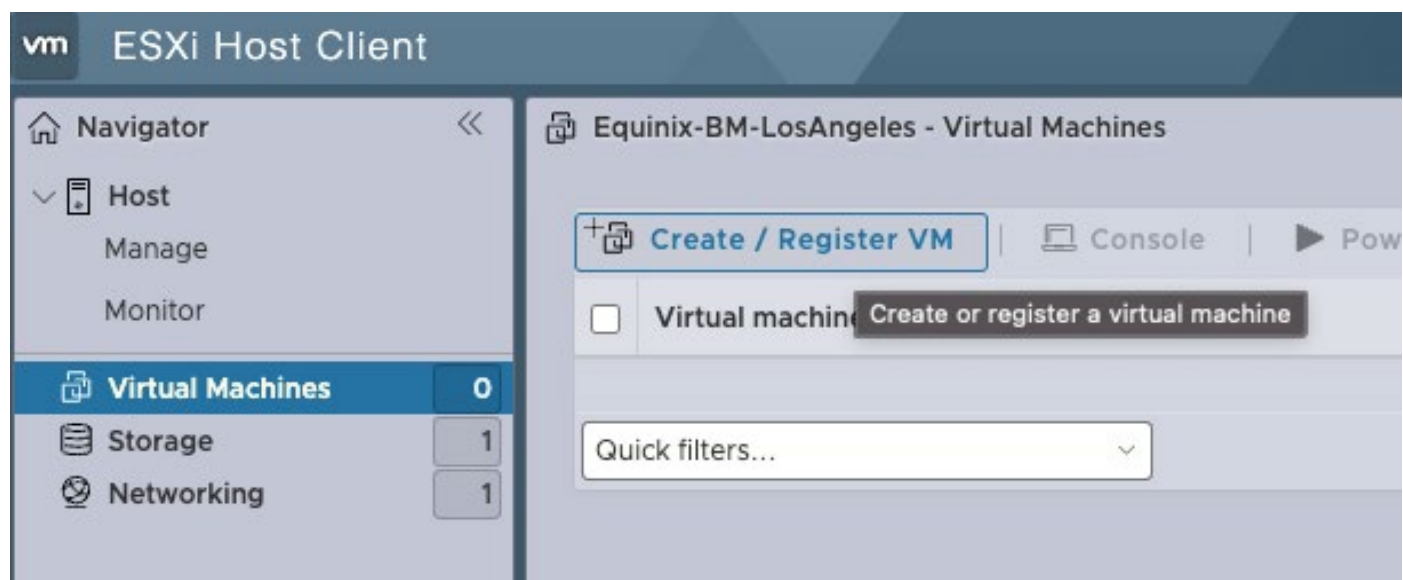 vm ESXi Host Client
Navigator
Host
Manage
Monitor
Virtual Machines 0
Storage 1
Networking 1
Equinix-BM-LosAngeles - Virtual Machines
Create / Register VM | Console | Pow
Virtual machin
Create or register a virtual machine
Quick filters...